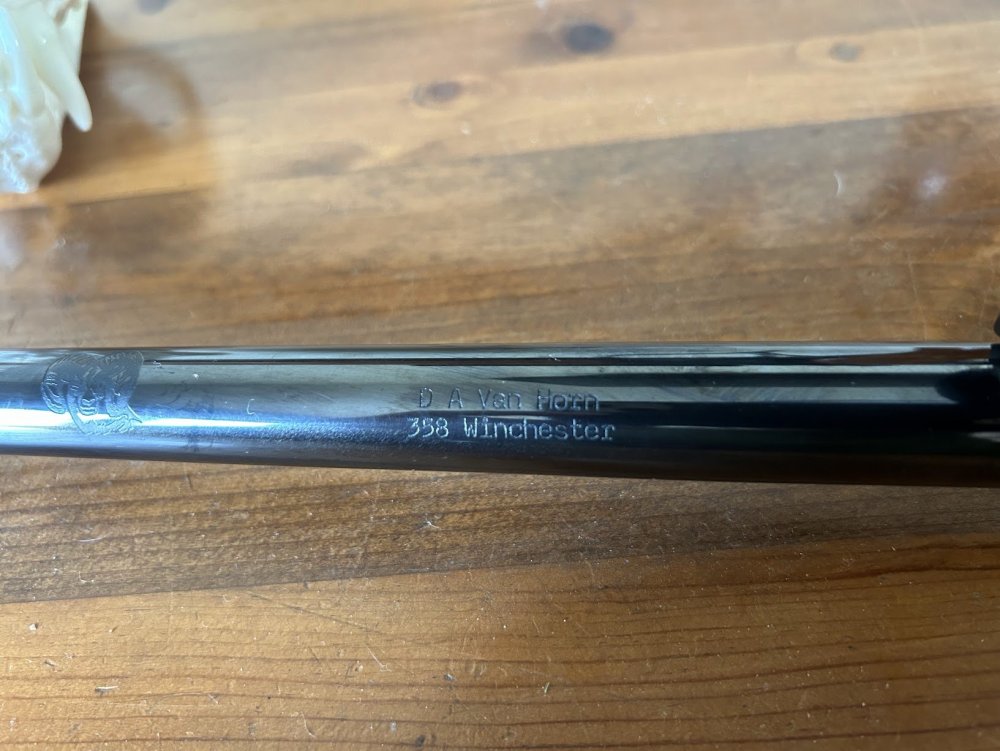 D A Van Horn
358 Winchester